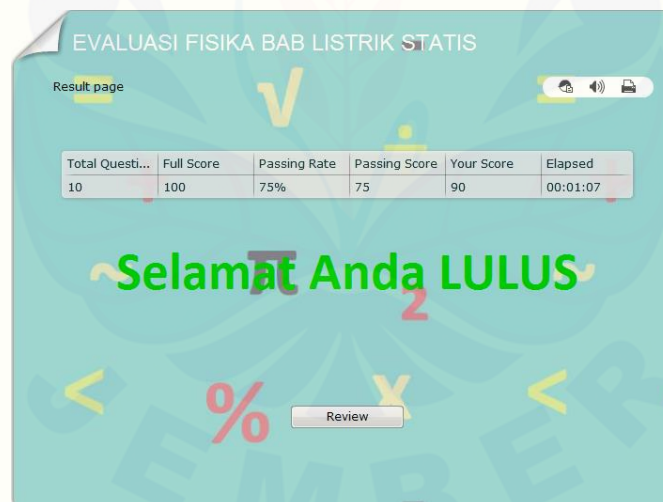 EVALUASI FISIKA BAB LISTRIK STATIS
Result page
Total Questi... Full Score Passing Rate Passing Score Your Score Elapsed
10 100 75% 75 90 00:01:07
Selamat Anda LULUS
Review